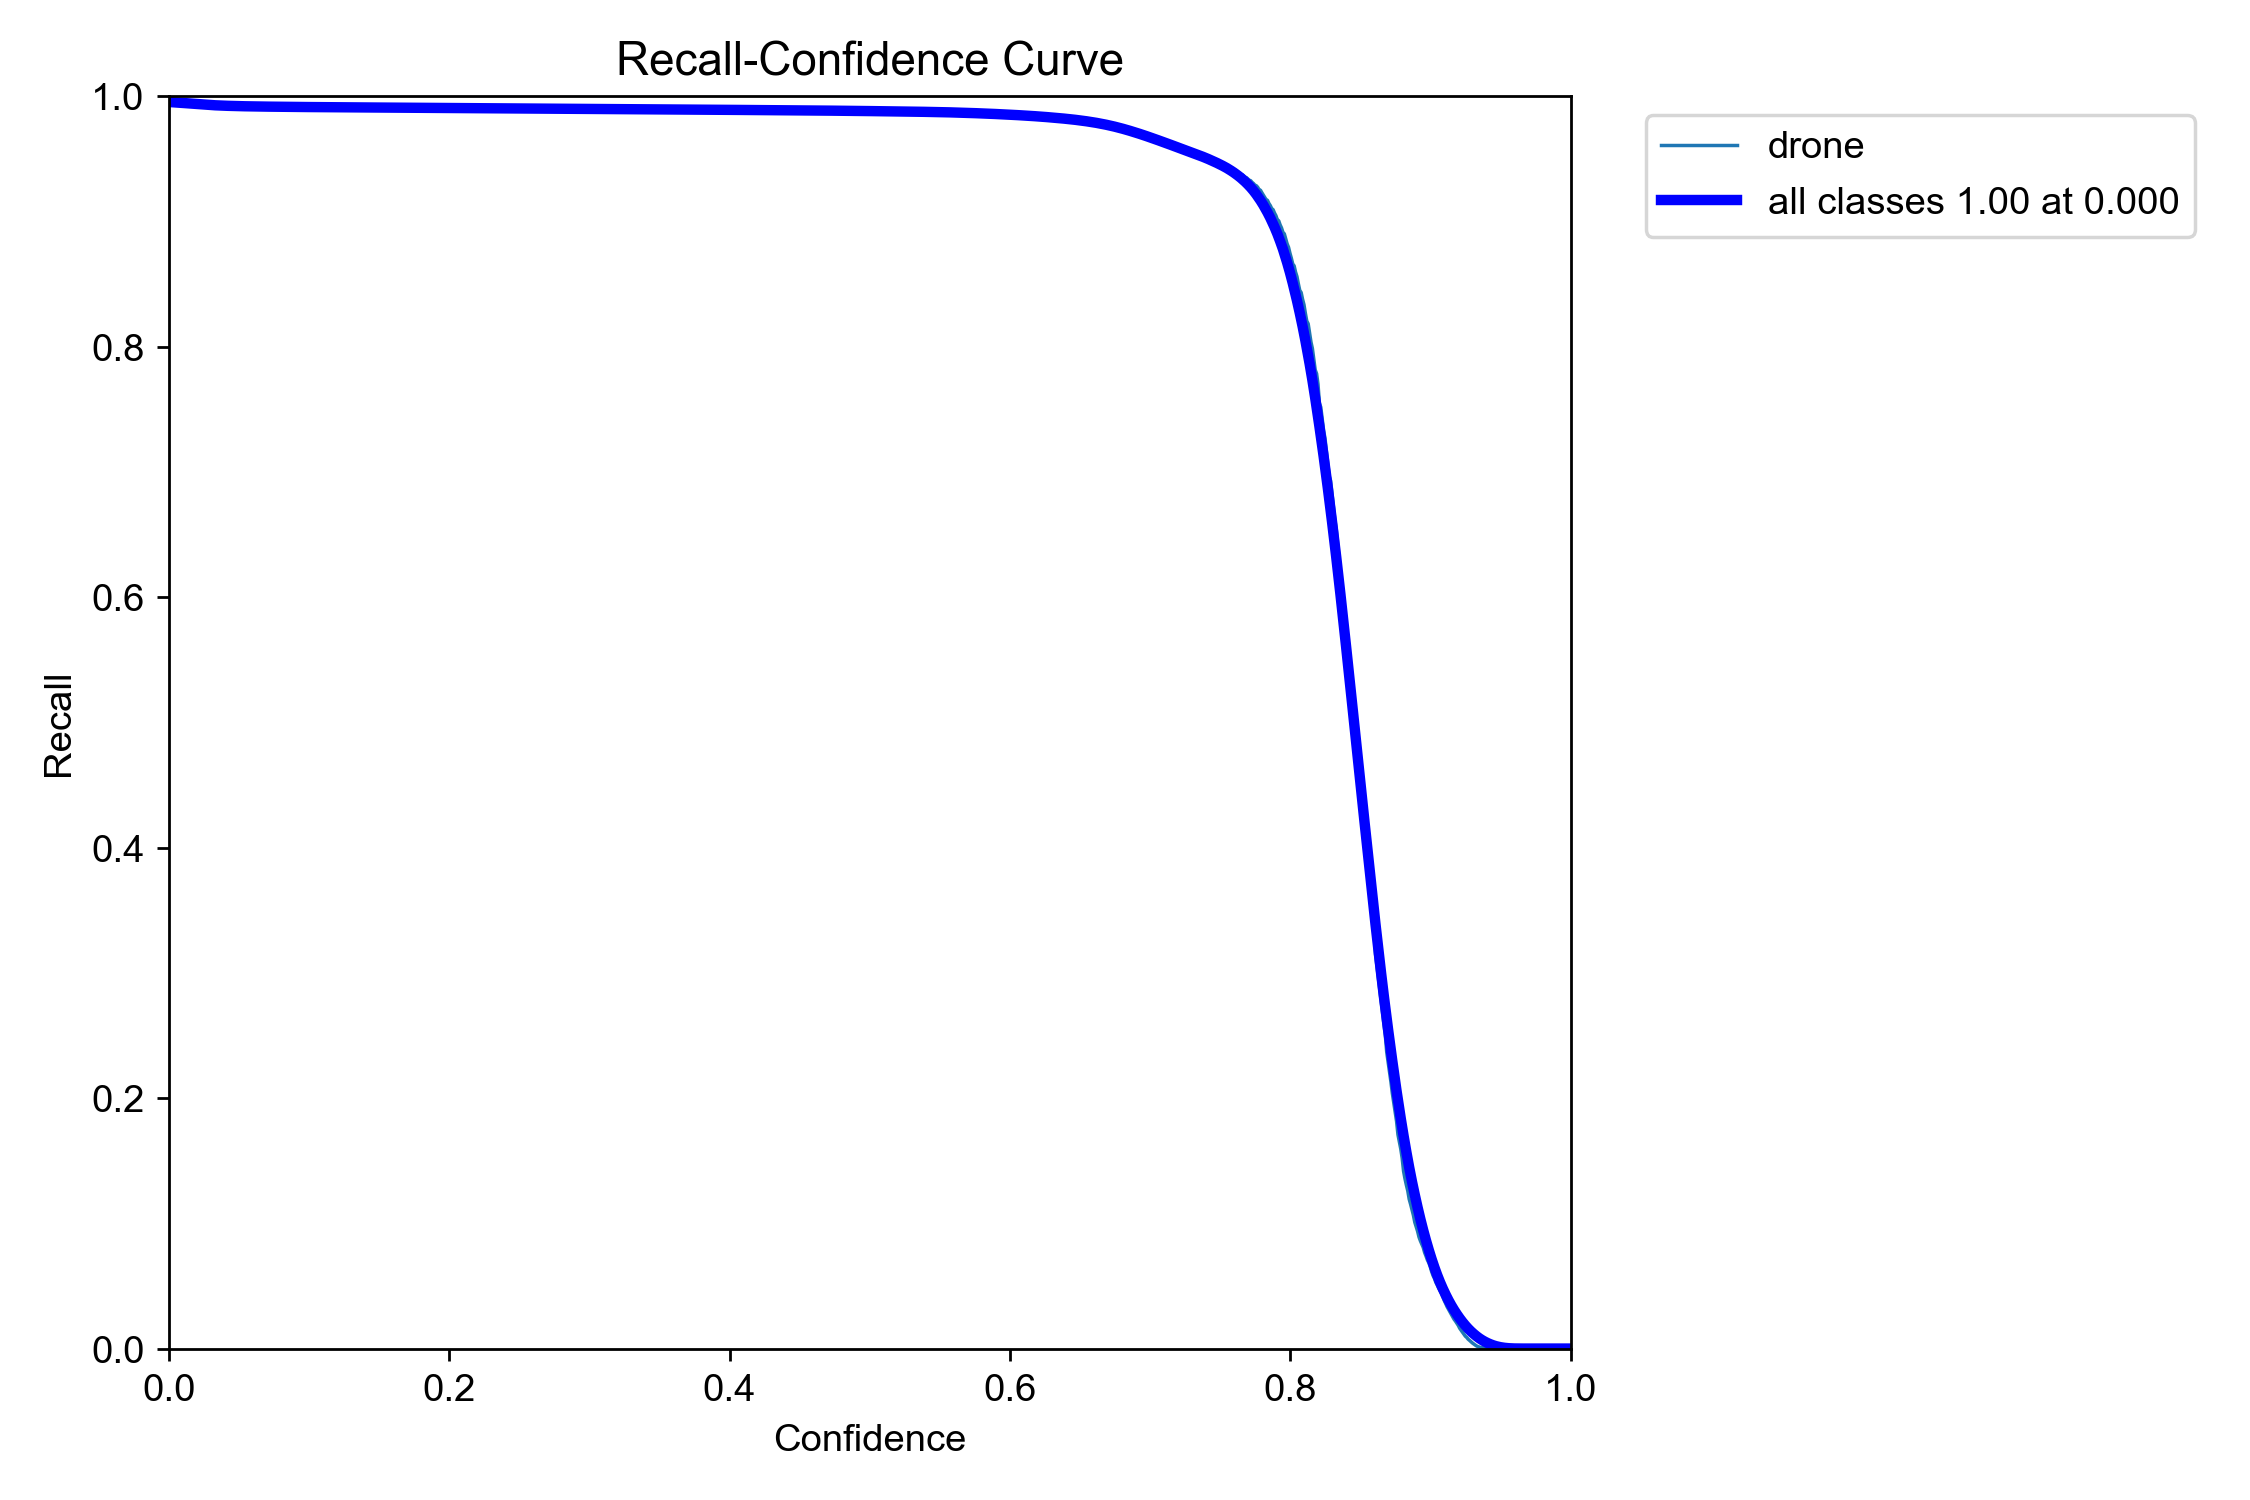 Recall-Confidence Curve
1.0
0.8
0.6
0.4
0.2
0.0
Recall
0.0 0.2 0.4 0.6 0.8 1.0
Confidence
drone
all classes 1.00 at 0.000